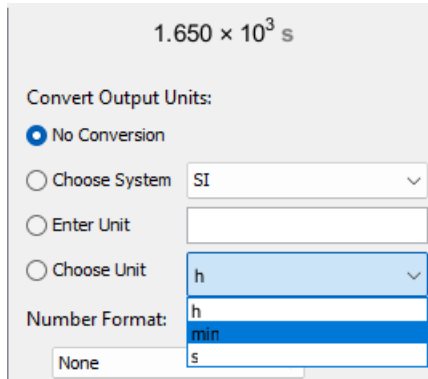 1.650 × 10³ s
Convert Output Units:
No Conversion
Choose System SI
Enter Unit
Choose Unit h
h
min
Number Format:
s
None